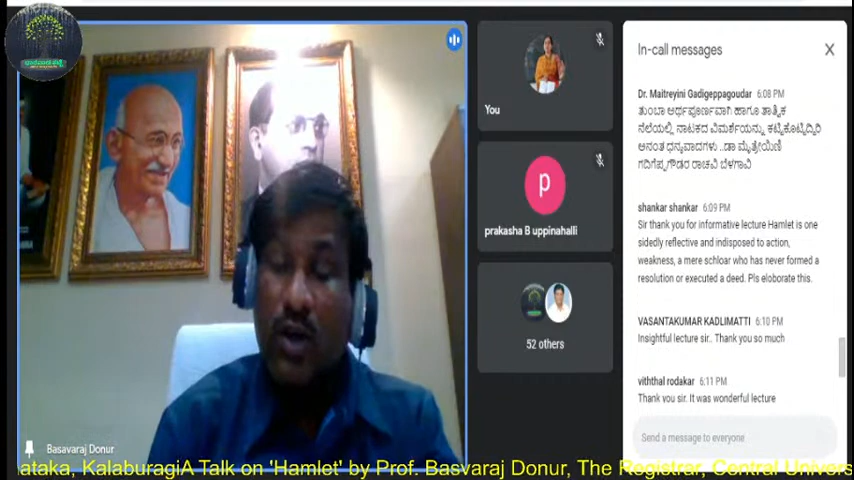 In-call messages
You
prakasha B uppinahalli
52 others
Basavaraj Donur
Dr. Maitreyini Gadigeppagoudar 6:08 PM
ತುಂಬಾ ಅರ್ಥಪೂರ್ಣವಾಗಿ ಹಾಗೂ ತಾತ್ವಿಕ
ನೆಲೆಯಲ್ಲಿ ನಾಟಕದ ವಿಮರ್ಶೆಯನ್ನು ಕಟ್ಟಿಕೊಟ್ಟಿದ್ದಿರಿ
ಅನಂತ ಧನ್ಯವಾದಗಳು ..ಡಾ ಮೈತ್ರೇಯಿಣಿ
ಗದಿಗೆಪ್ಪಗೌಡರ ರಾಚವಿ ಬೆಳಗಾವಿ
shankar shankar 6:09 PM
Sir thank you for informative lecture Hamlet is one
sidedly reflective and indisposed to action,
weakness, a mere schloar who has never formed a
resolution or executed a deed. Pls eloborate this.
VASANTAKUMAR KADLIMATTI 6:10 PM
Insightful lecture sir.. Thank you so much
viththal rodakar 6:11 PM
Thank you sir. It was wonderful lecture
Send a message to everyone
nataka, KalaburagiA Talk on 'Hamlet' by Prof. Basvaraj Donur, The Registrar, Central Univers